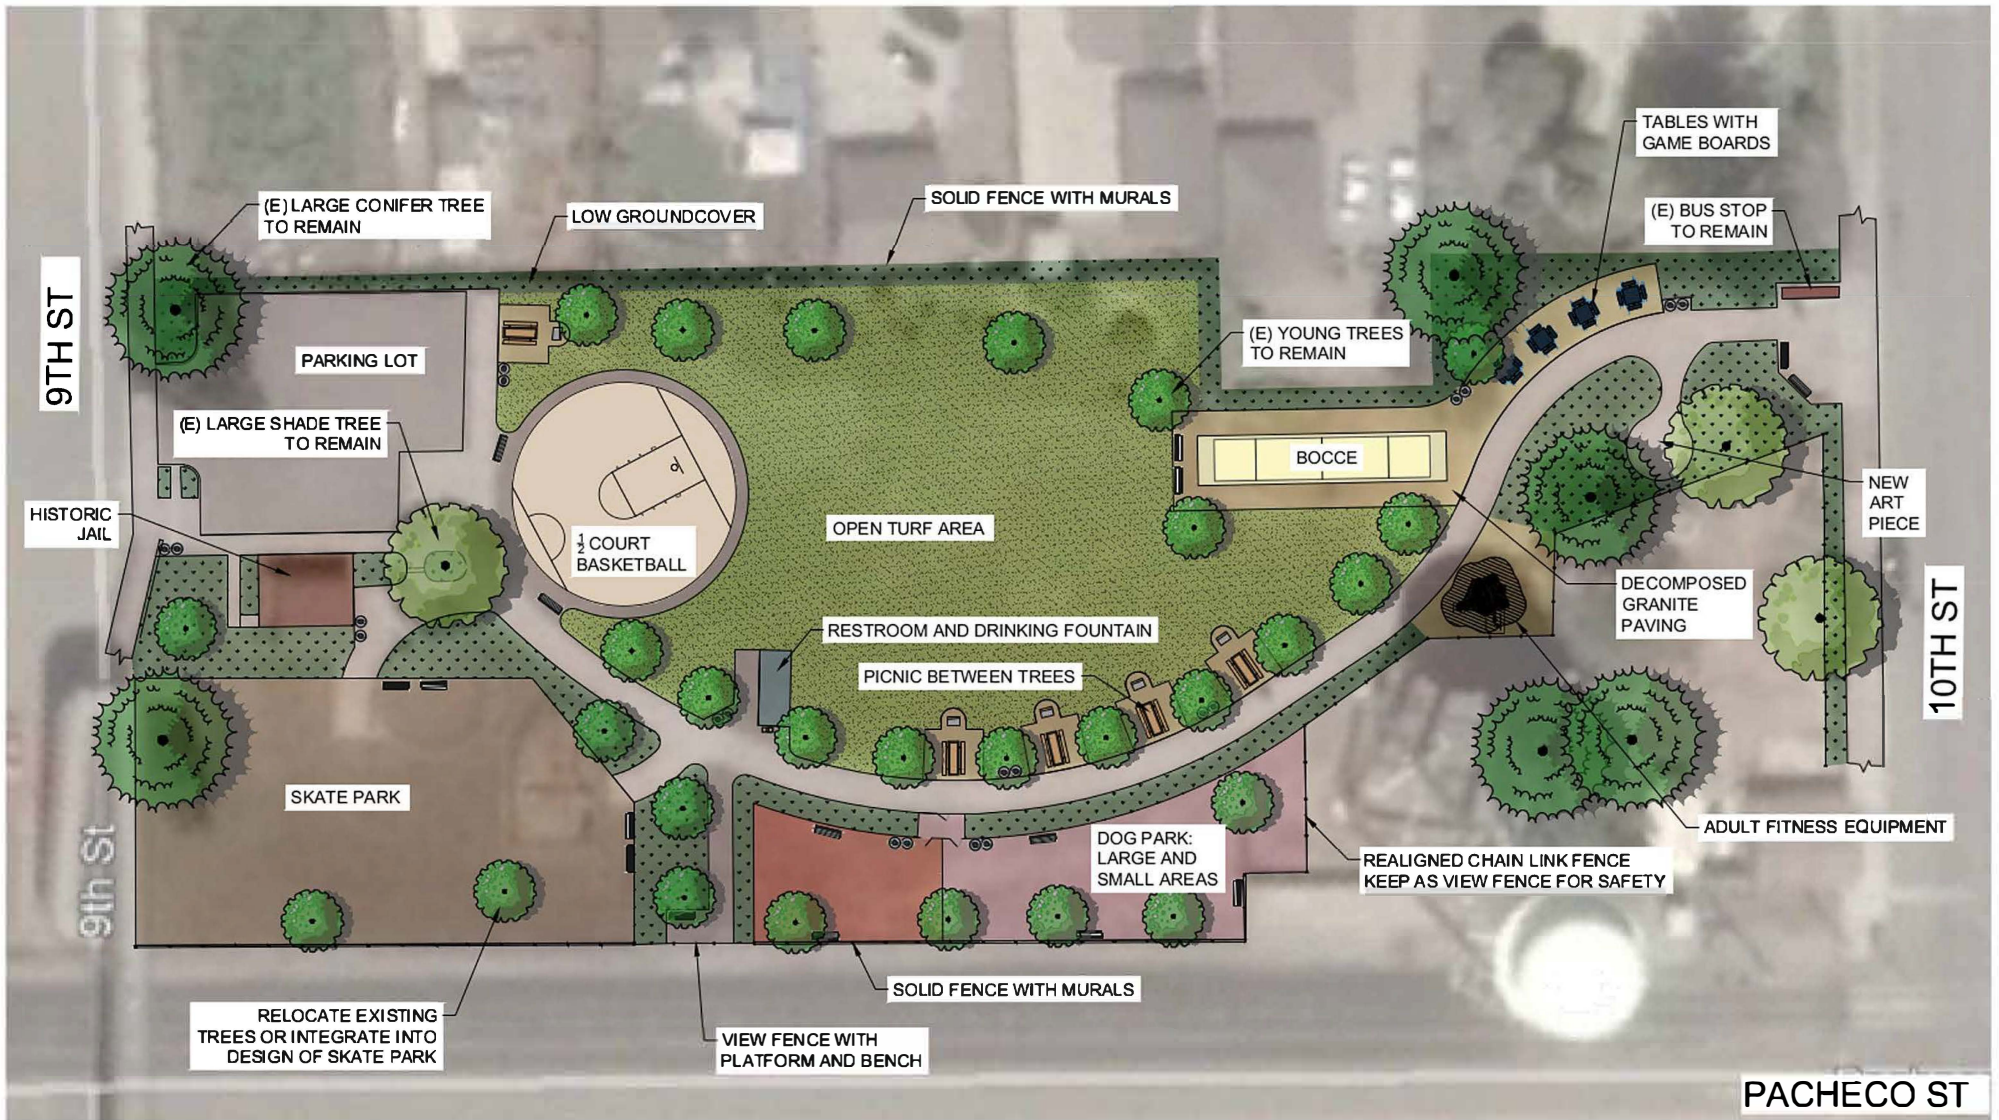 TABLES WITH
GAME BOARDS
(E) LARGE CONIFER TREE
TO REMAIN
LOW GROUNDCOVER
SOLID FENCE WITH MURALS
(E) BUS STOP
TO REMAIN
9TH ST
PARKING LOT
(E) YOUNG TREES
TO REMAIN
(E) LARGE SHADE TREE
TO REMAIN
BOCCE
NEW
ART
PIECE
HISTORIC
JAIL
OPEN TURF AREA
½ COURT
BASKETBALL
DECOMPOSED
GRANITE
PAVING
10TH ST
RESTROOM AND DRINKING FOUNTAIN
PICNIC BETWEEN TREES
SKATE PARK
ADULT FITNESS EQUIPMENT
DOG PARK:
LARGE AND
SMALL AREAS
REALIGNED CHAIN LINK FENCE
KEEP AS VIEW FENCE FOR SAFETY
9th St
SOLID FENCE WITH MURALS
RELOCATE EXISTING
TREES OR INTEGRATE INTO
DESIGN OF SKATE PARK
VIEW FENCE WITH
PLATFORM AND BENCH
PACHECO ST